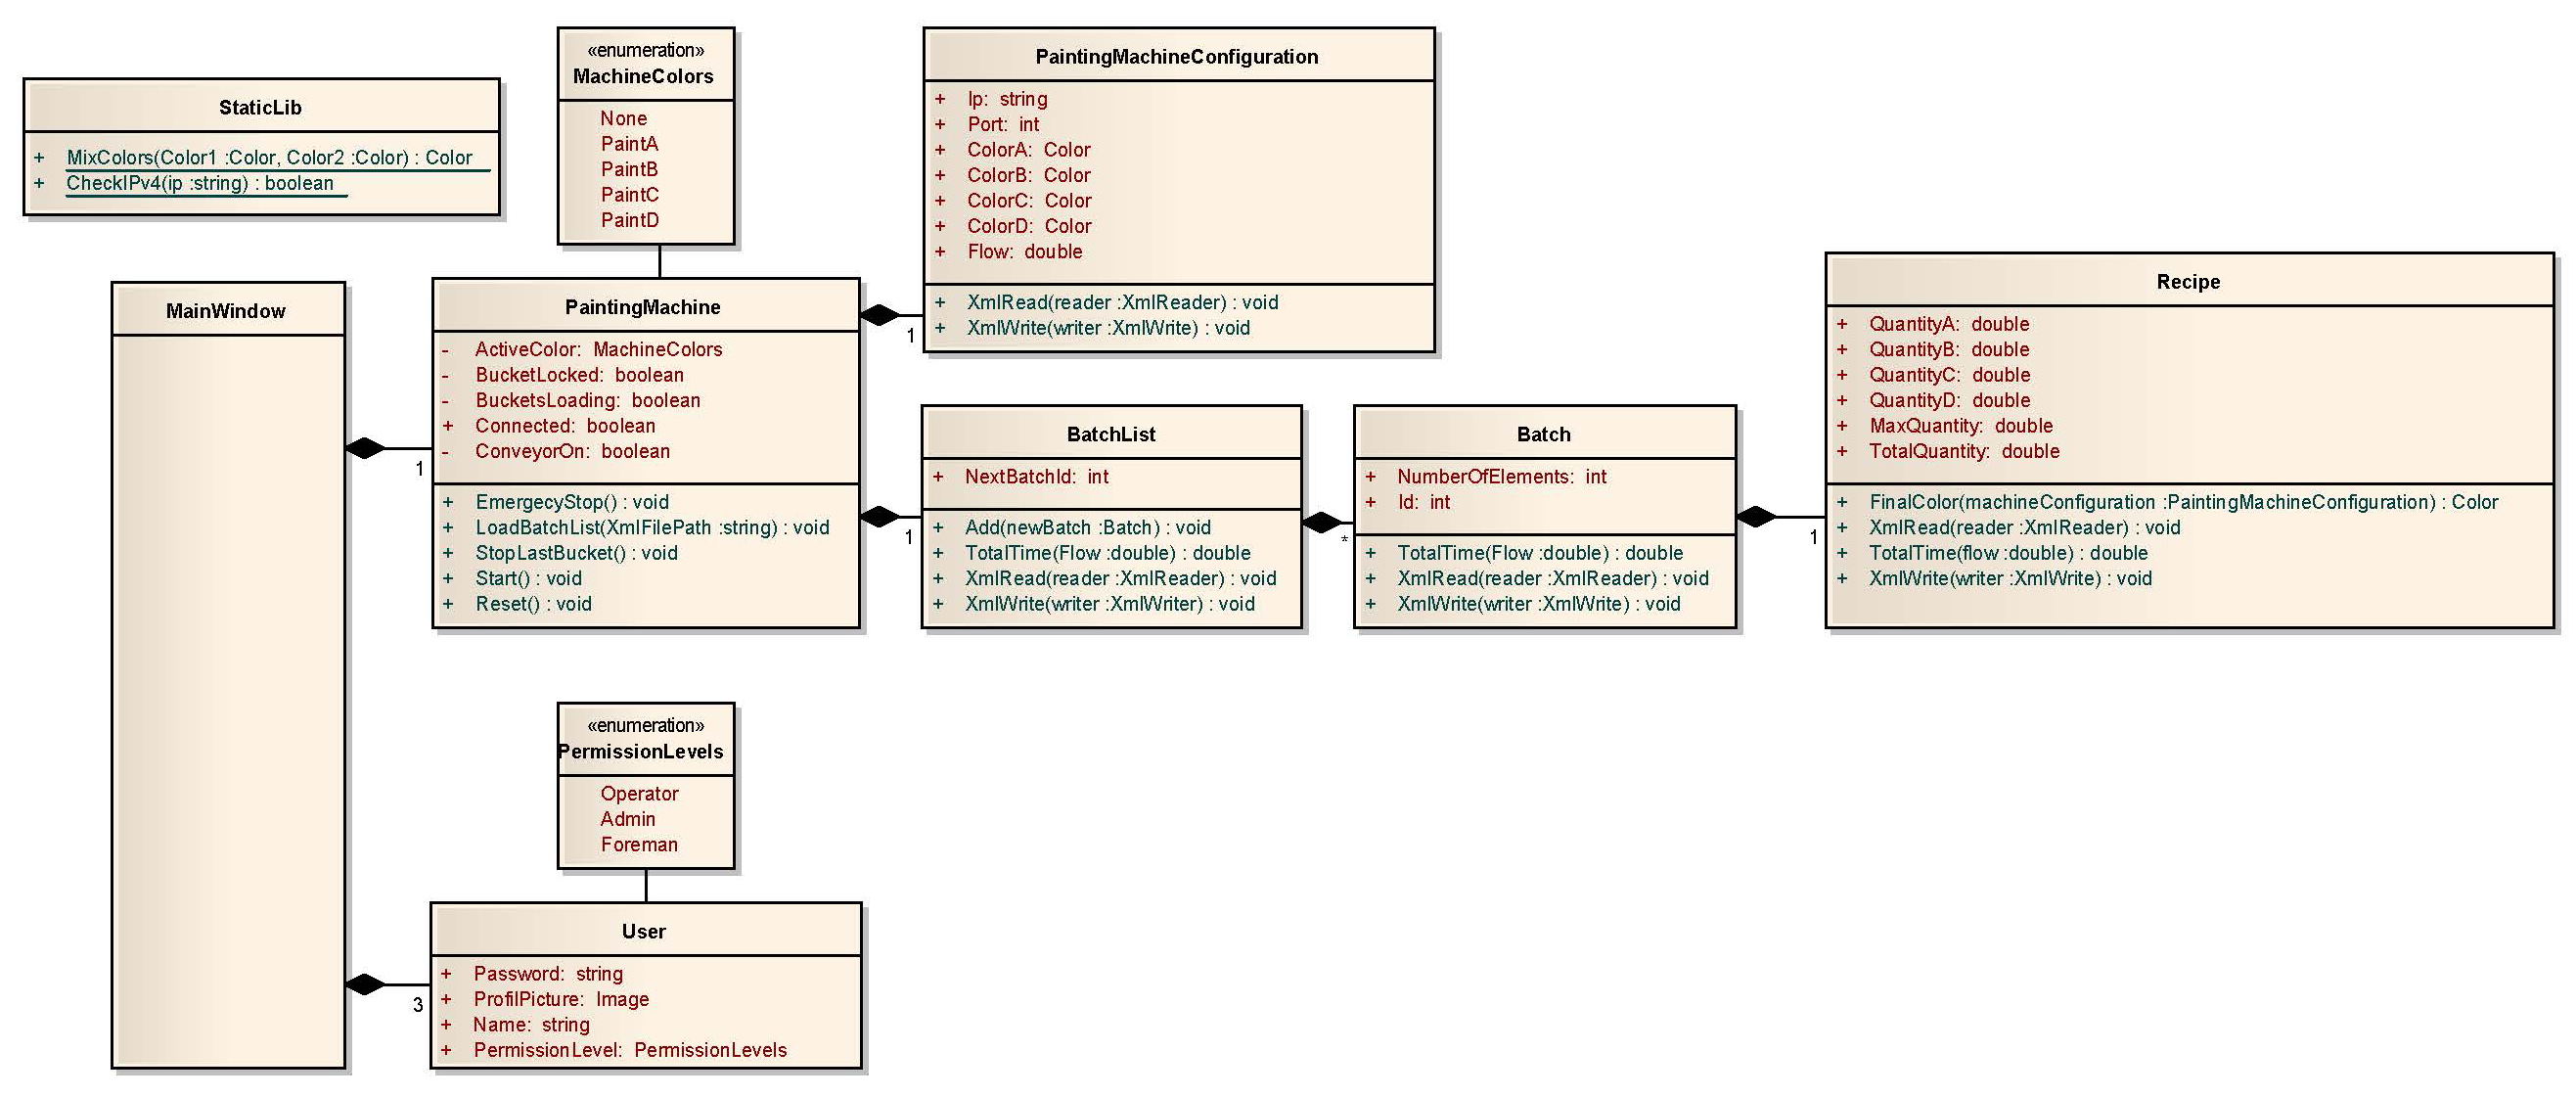 StaticLib
+ MixColors(Color1 :Color, Color2 :Color) : Color
+ CheckIPv4(ip :string) : boolean
«enumeration»
MachineColors
None
PaintA
PaintB
PaintC
PaintD
PaintingMachineConfiguration
+ Ip: string
+ Port: int
+ ColorA: Color
+ ColorB: Color
+ ColorC: Color
+ ColorD: Color
+ Flow: double
+ XmlRead(reader :XmlReader) : void
+ XmlWrite(writer :XmlWrite) : void
1
MainWindow
1
PaintingMachine
- ActiveColor: MachineColors
- BucketLocked: boolean
- BucketsLoading: boolean
+ Connected: boolean
- ConveyorOn: boolean
+ EmergecyStop() : void
+ LoadBatchList(XmlFilePath :string) : void
+ StopLastBucket() : void
+ Start() : void
+ Reset() : void
1
BatchList
+ NextBatchId: int
+ Add(newBatch :Batch) : void
+ TotalTime(Flow :double) : double
+ XmlRead(reader :XmlReader) : void
+ XmlWrite(writer :XmlWriter) : void
*
Batch
+ NumberOfElements: int
+ Id: int
+ TotalTime(Flow :double) : double
+ XmlRead(reader :XmlReader) : void
+ XmlWrite(writer :XmlWrite) : void
1
Recipe
+ QuantityA: double
+ QuantityB: double
+ QuantityC: double
+ QuantityD: double
+ MaxQuantity: double
+ TotalQuantity: double
+ FinalColor(machineConfiguration :PaintingMachineConfiguration) : Color
+ XmlRead(reader :XmlReader) : void
+ TotalTime(flow :double) : double
+ XmlWrite(writer :XmlWrite) : void
«enumeration»
PermissionLevels
Operator
Admin
Foreman
3
User
+ Password: string
+ ProfilPicture: Image
+ Name: string
+ PermissionLevel: PermissionLevels